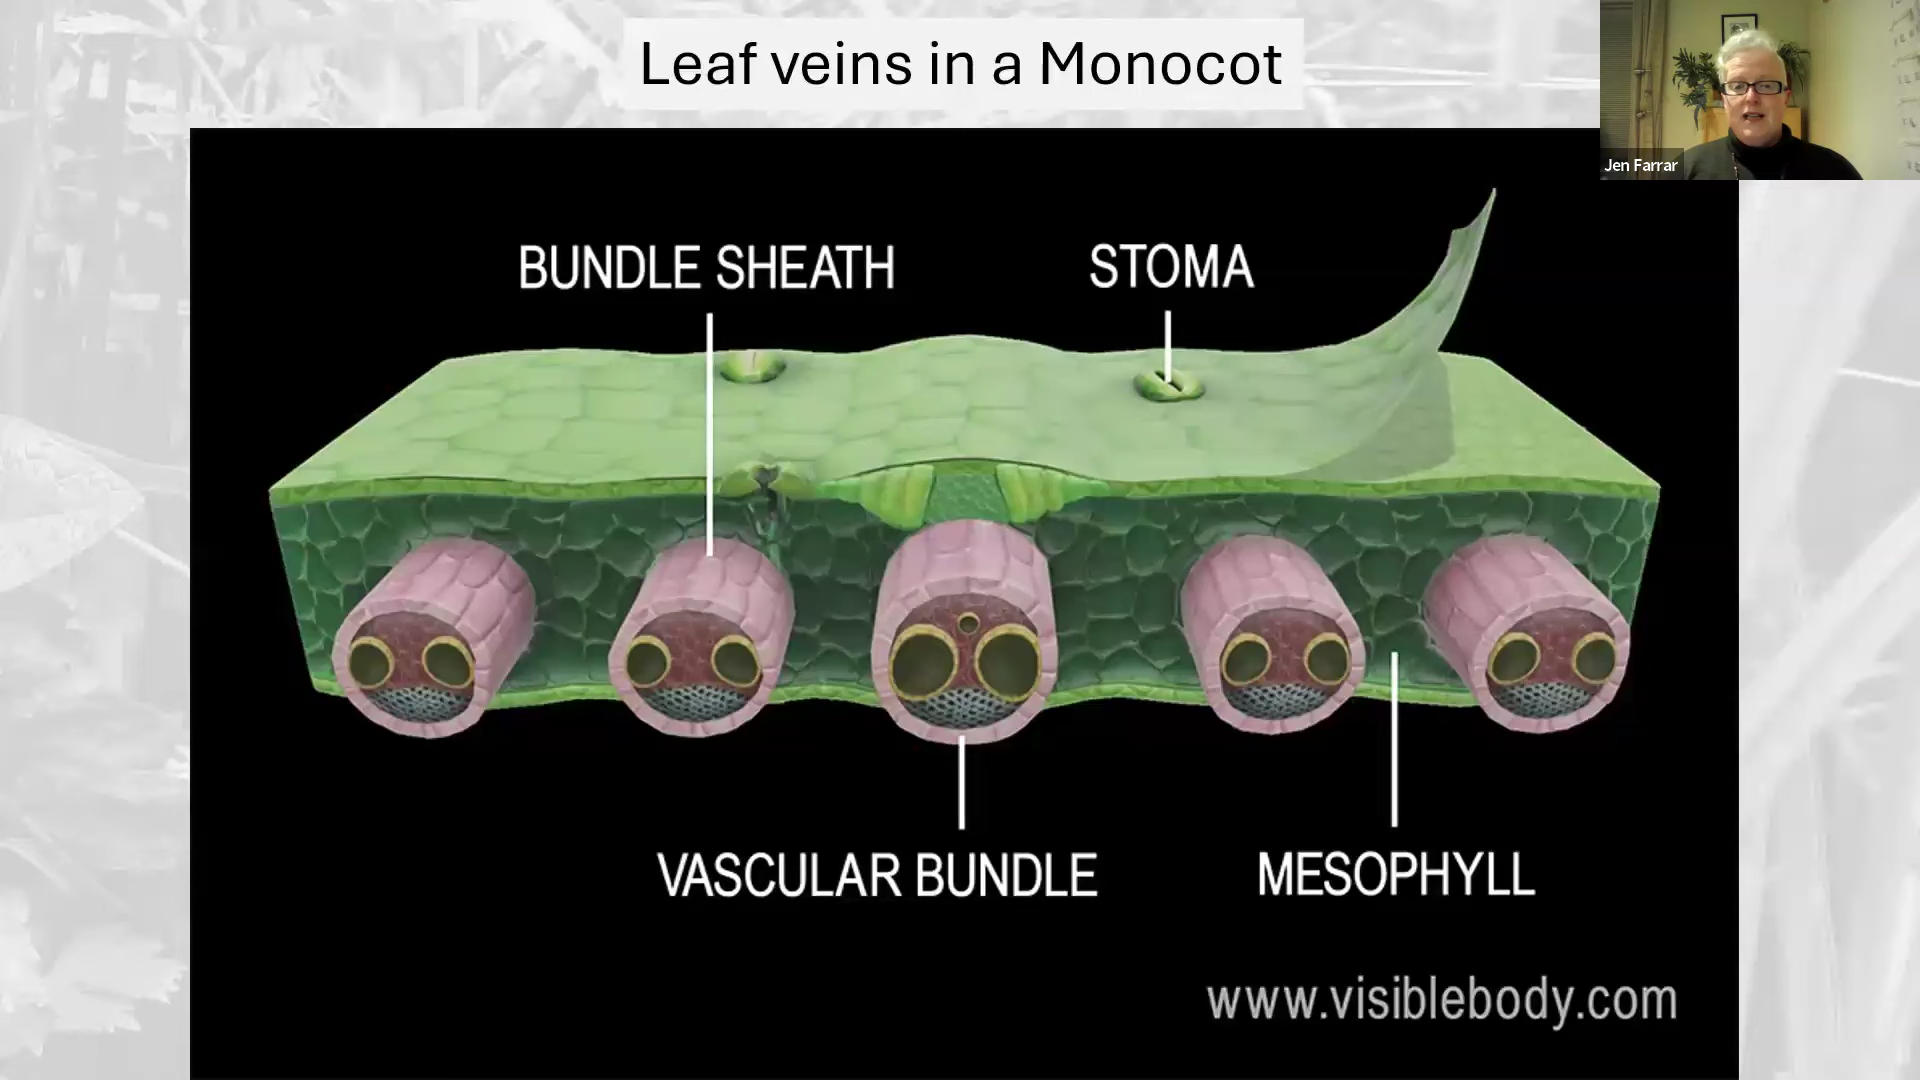 Leaf veins in a Monocot
Jen Farrar
BUNDLE SHEATH
STOMA
VASCULAR BUNDLE
MESOPHYLL
www.visiblebody.com